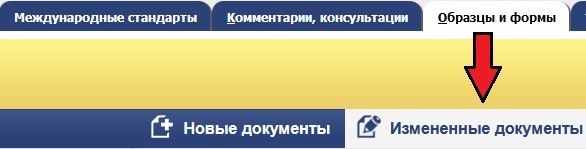 Международные стандарты Комментарии, консультации Образцы и формы
Новые документы Измененные документы